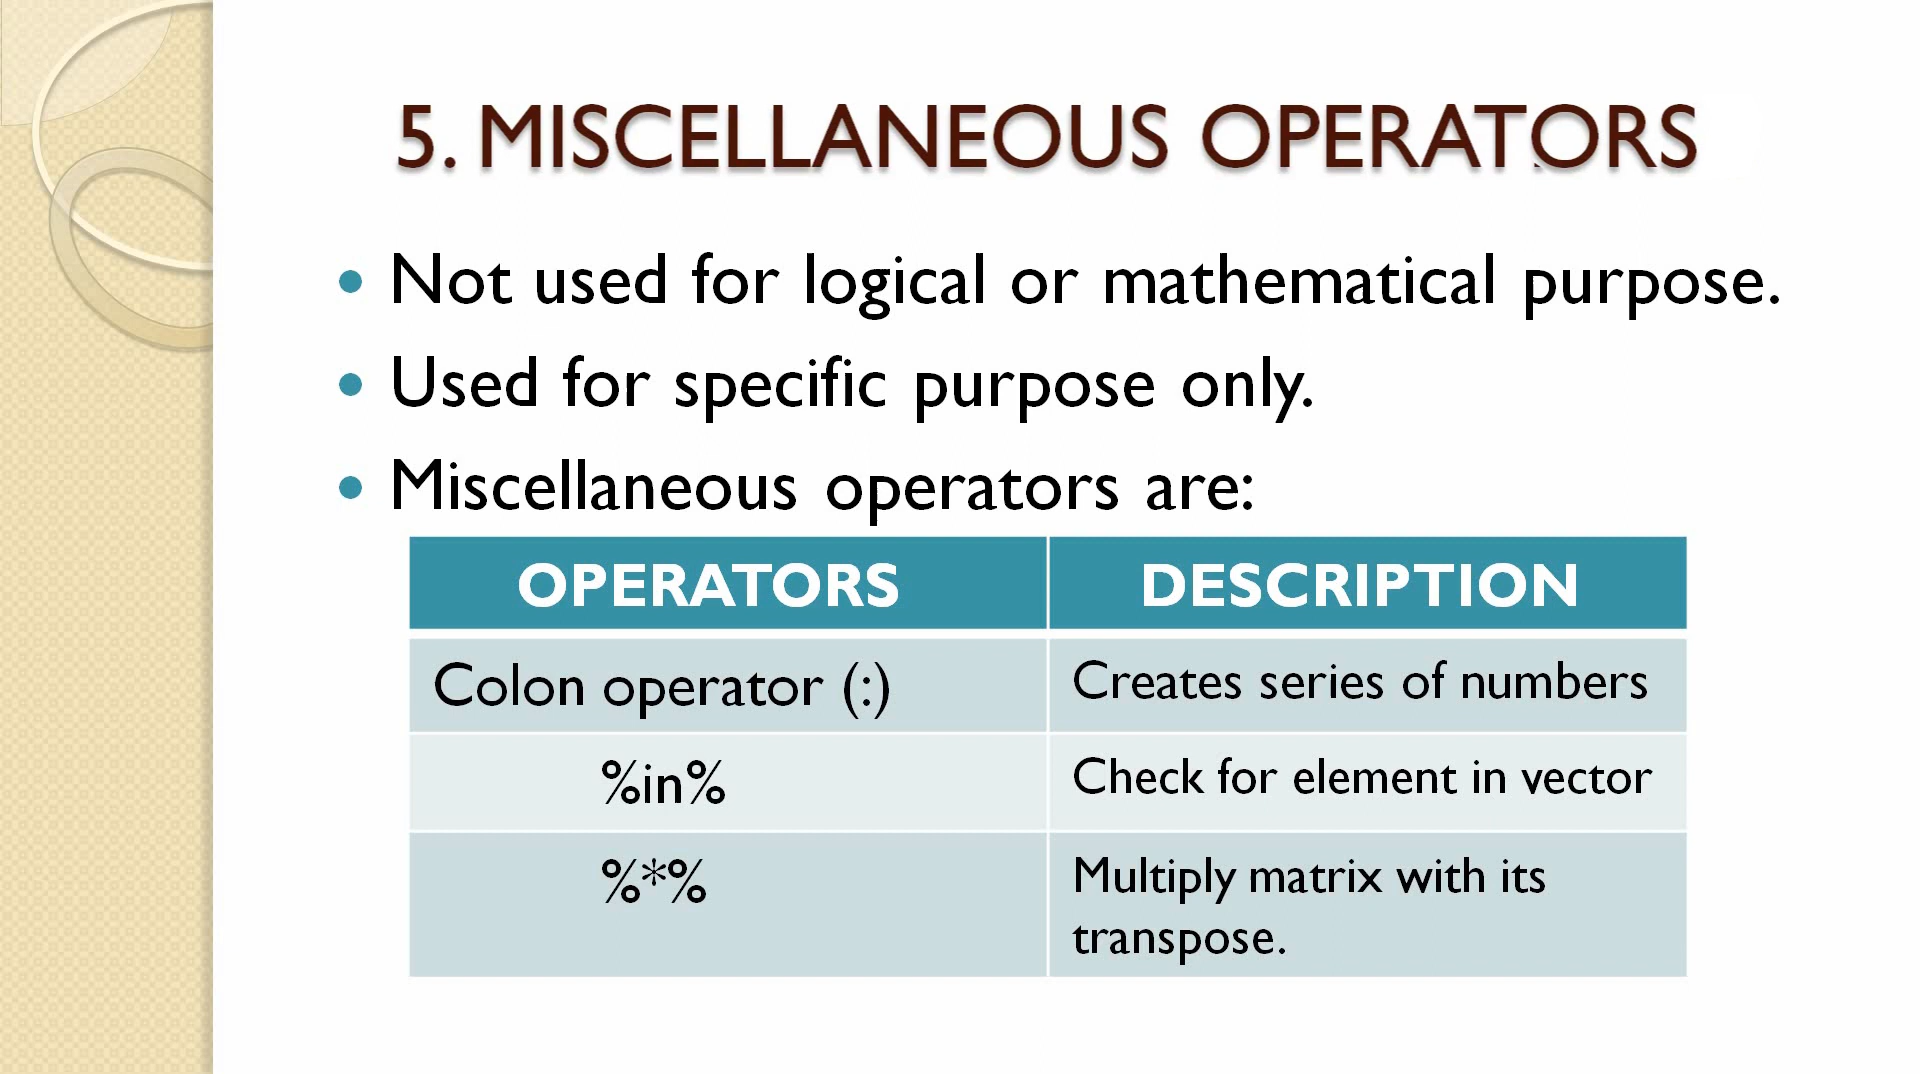 5. MISCELLANEOUS OPERATORS
• Not used for logical or mathematical purpose.
• Used for specific purpose only.
• Miscellaneous operators are:
OPERATORS DESCRIPTION
Colon operator (:) Creates series of numbers
%in% Check for element in vector
%*% Multiply matrix with its
transpose.